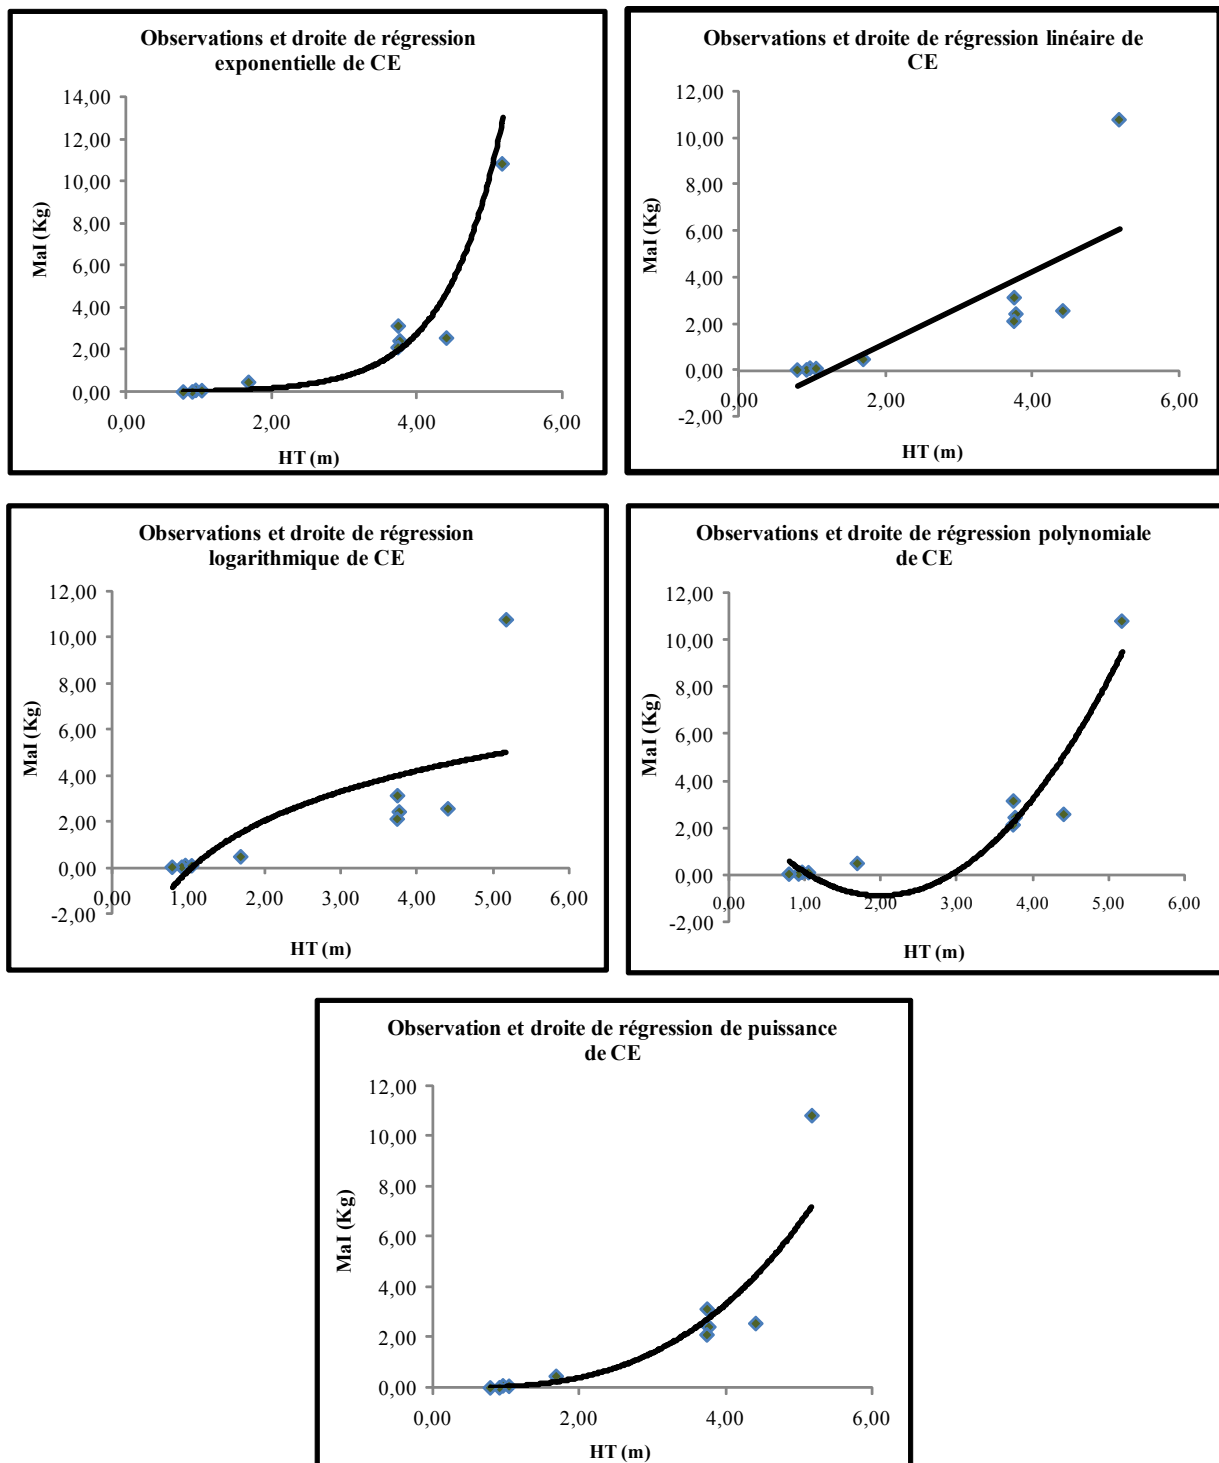 Observations et droite de régression
exponentielle de CE
14,00
12,00
10,00
8,00
6,00
4,00
2,00
0,00
0,00 2,00 4,00 6,00
MaI (Kg)
HT (m)
Observations et droite de régression linéaire de
CE
12,00
10,00
8,00
6,00
4,00
2,00
0,00
-2,00
0,00 2,00 4,00 6,00
MaI (Kg)
HT (m)
Observations et droite de régression
logarithmique de CE
12,00
10,00
8,00
6,00
4,00
2,00
0,00
-2,00
0,00 1,00 2,00 3,00 4,00 5,00 6,00
MaI (Kg)
HT (m)
Observations et droite de régression polynomiale
de CE
12,00
10,00
8,00
6,00
4,00
2,00
0,00
-2,00
0,00 1,00 2,00 3,00 4,00 5,00 6,00
MaI (Kg)
HT (m)
Observation et droite de régression de puissance
de CE
12,00
10,00
8,00
6,00
4,00
2,00
0,00
0,00 2,00 4,00 6,00
MaI (Kg)
HT (m)